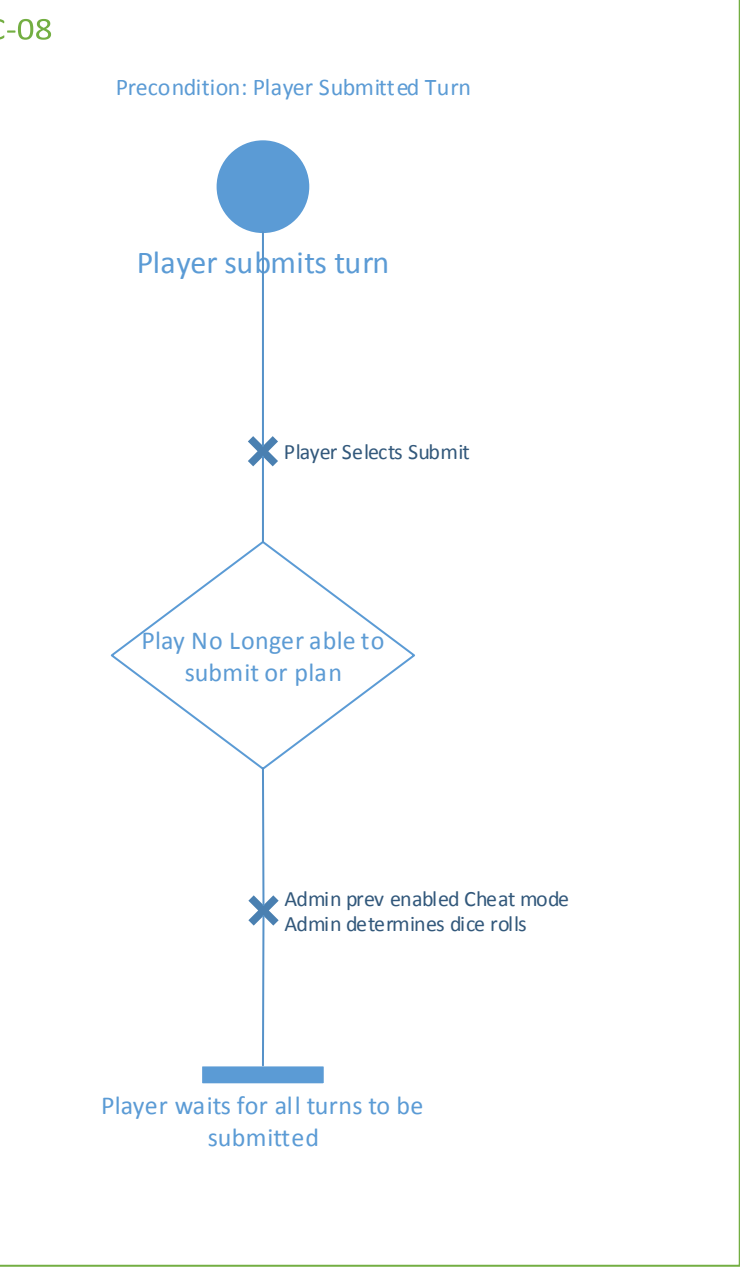 C-08
Precondition: Player Submitted Turn
Player submits turn
Player Selects Submit
Play No Longer able to
submit or plan
Admin prev enabled Cheat mode
Admin determines dice rolls
Player waits for all turns to be
submitted